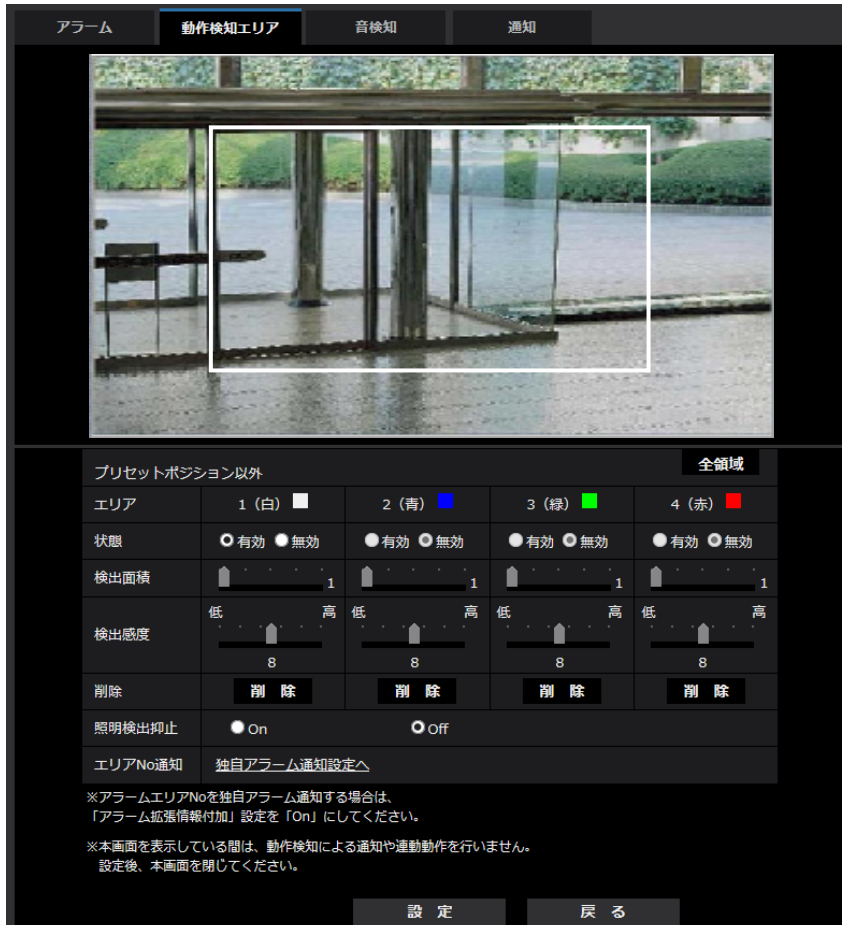 アラーム 動作検知エリア 音検知 通知
プリセットポジション以外 全領域
エリア 1（白） 2（青） 3（緑） 4（赤）
状態 有効 無効 有効 無効 有効 無効 有効 無効
検出面積 1 1 1 1
低 高 低 高 低 高 低 高
検出感度
8 8 8 8
削除 削 除 削 除 削 除 削 除
照明検出抑止 On Off
エリアNo通知 独自アラーム通知設定へ
※アラームエリアNoを独自アラーム通知する場合は、
「アラーム拡張情報付加」設定を「On」にしてください。
※本画面を表示している間は、動作検知による通知や連動動作を行いません。
設定後、本画面を閉じてください。
設 定 戻 る